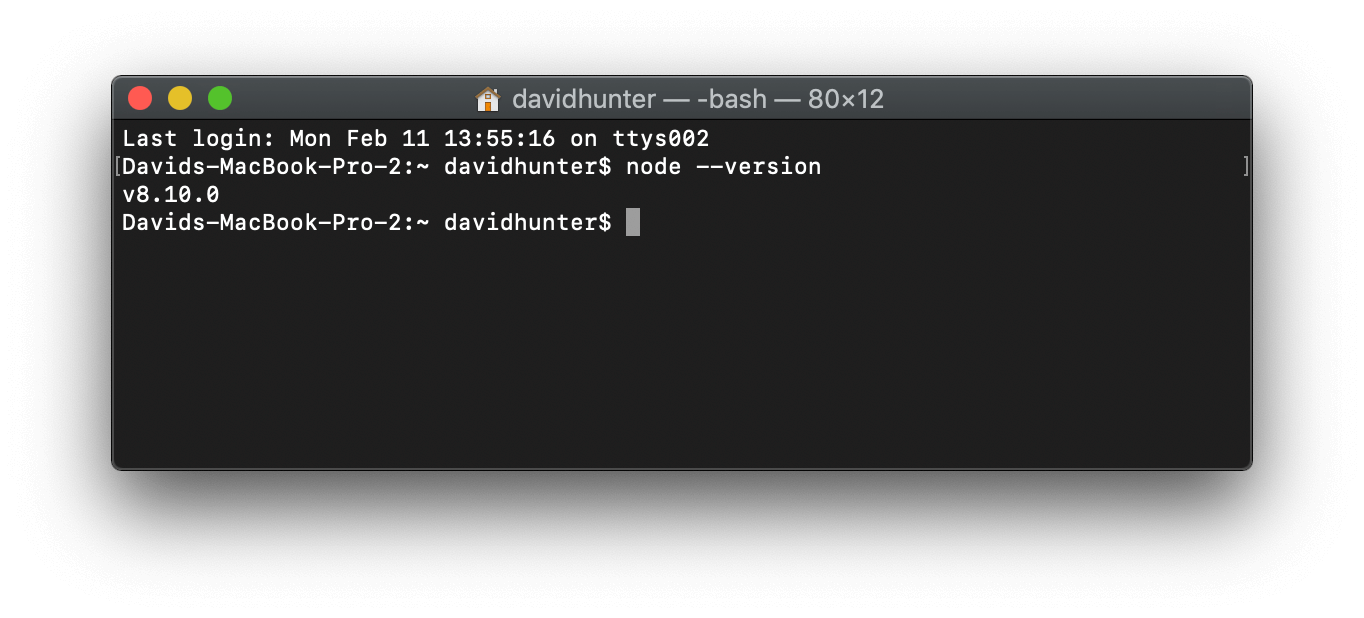 davidhunter — -bash — 80×12
Last login: Mon Feb 11 13:55:16 on ttys002
[Davids-MacBook-Pro-2:~ davidhunter$ node --version ]
v8.10.0
Davids-MacBook-Pro-2:~ davidhunter$